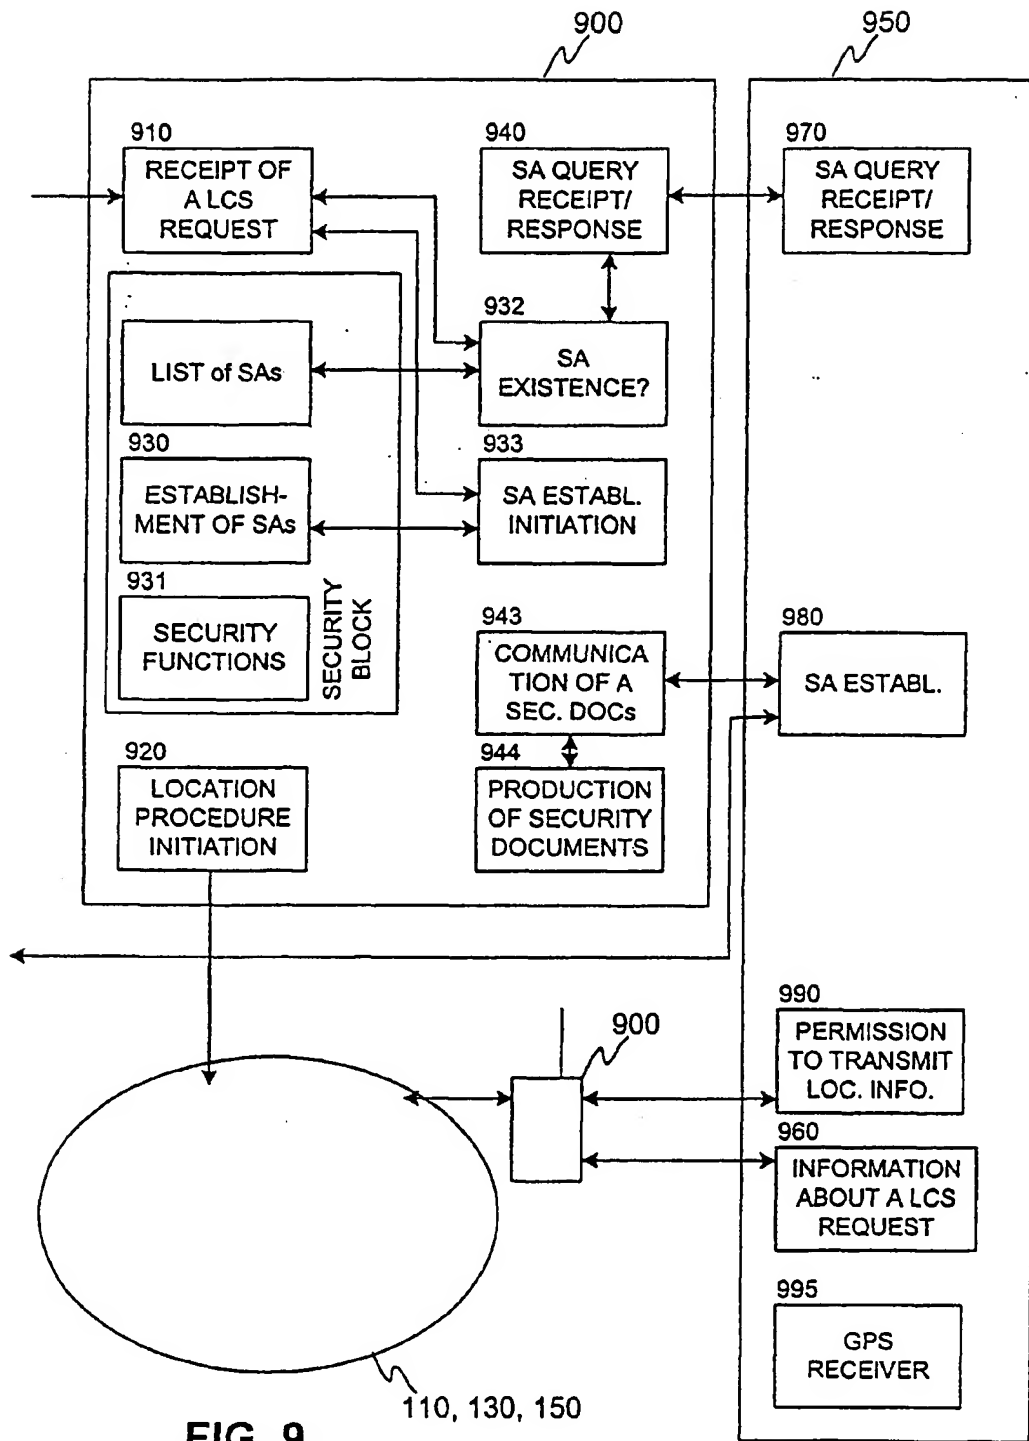 900
950
910
RECEIPT OF
A LCS
REQUEST
940
SA QUERY
RECEIPT/
RESPONSE
970
SA QUERY
RECEIPT/
RESPONSE
LIST of SAs
932
SA
EXISTENCE?
930
ESTABLISH-
MENT OF SAs
933
SA ESTABL.
INITIATION
931
SECURITY
FUNCTIONS
SECURITY
BLOCK
943
COMMUNICA
TION OF A
SEC. DOCs
980
SA ESTABL.
920
LOCATION
PROCEDURE
INITIATION
944
PRODUCTION
OF SECURITY
DOCUMENTS
900
990
PERMISSION
TO TRANSMIT
LOC. INFO.
960
INFORMATION
ABOUT A LCS
REQUEST
995
GPS
RECEIVER
110, 130, 150
FIG. 9